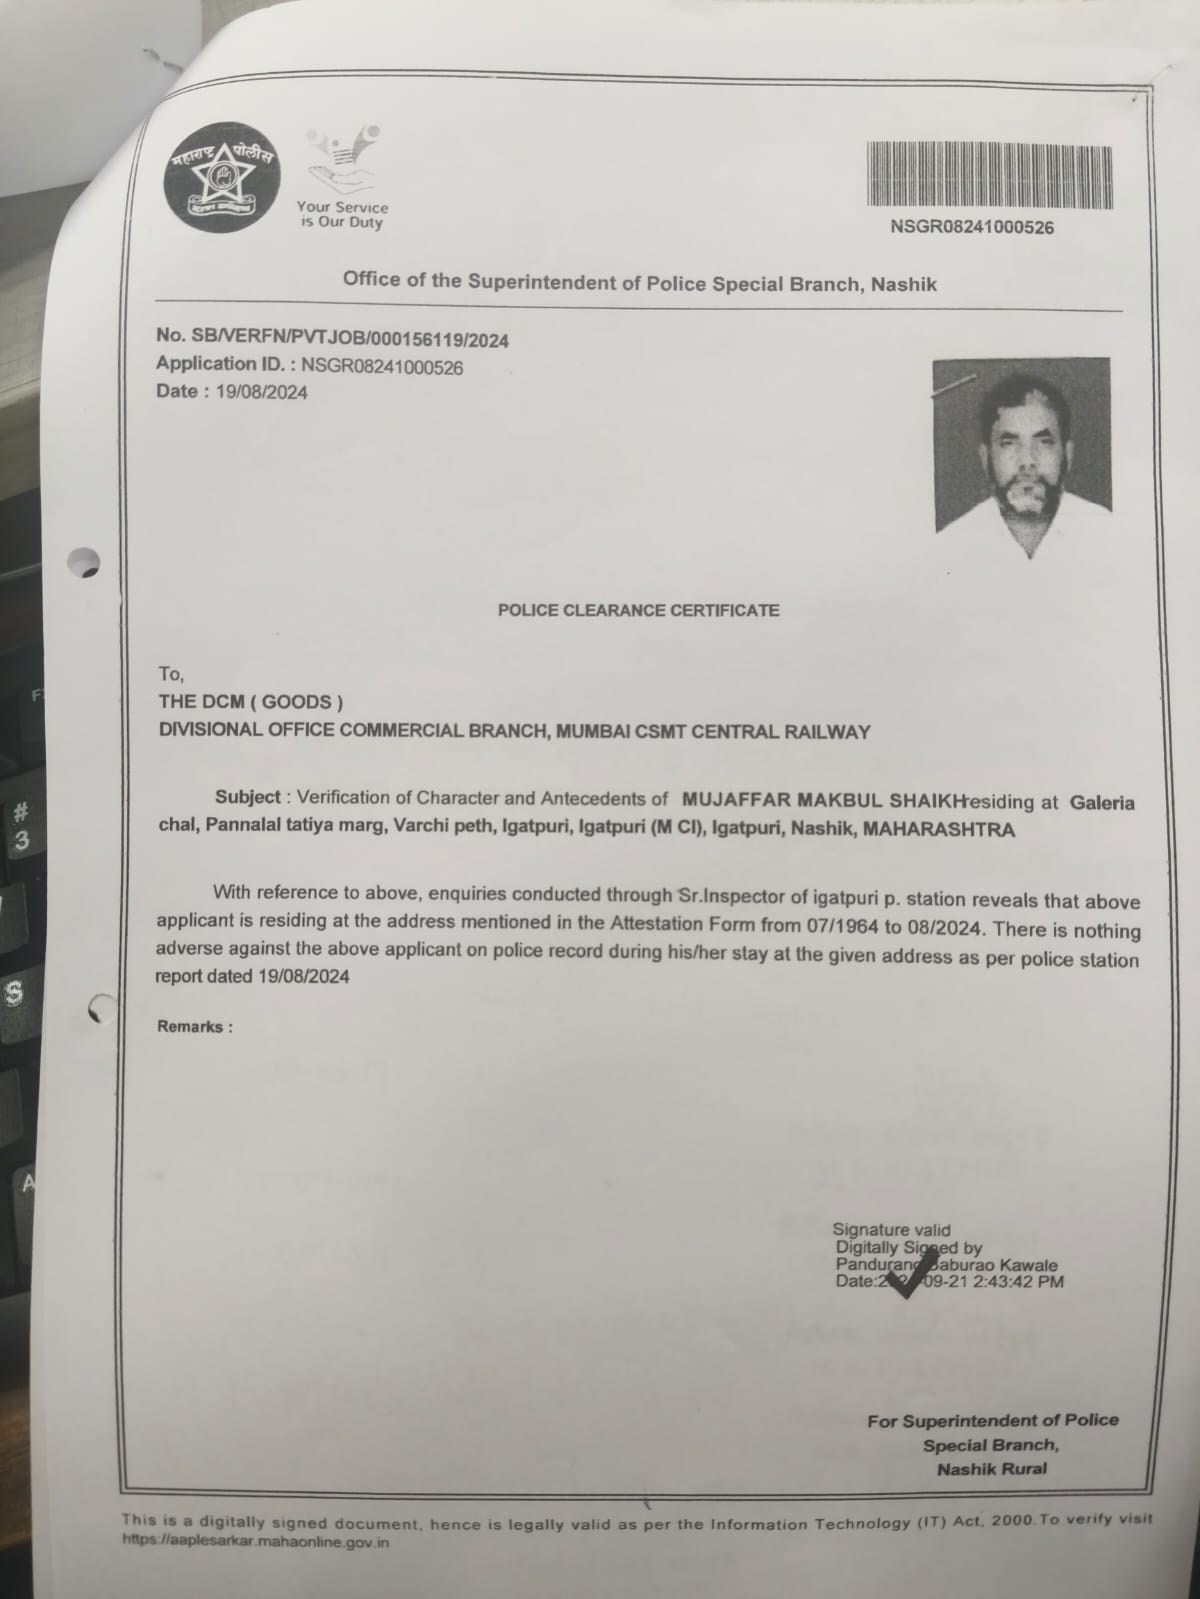 महाराष्ट्र पोलीस
Your Service
is Our Duty
NSGR08241000526
Office of the Superintendent of Police Special Branch, Nashik
No. SB/VERFN/PVTJOB/000156119/2024
Application ID. : NSGR08241000526
Date : 19/08/2024
POLICE CLEARANCE CERTIFICATE
To,
THE DCM ( GOODS )
DIVISIONAL OFFICE COMMERCIAL BRANCH, MUMBAI CSMT CENTRAL RAILWAY
Subject : Verification of Character and Antecedents of MUJAFFAR MAKBUL SHAIKHresiding at Galeria
chal, Pannalal tatiya marg, Varchi peth, Igatpuri, Igatpuri (M Cl), Igatpuri, Nashik, MAHARASHTRA
With reference to above, enquiries conducted through Sr.Inspector of igatpuri p. station reveals that above
applicant is residing at the address mentioned in the Attestation Form from 07/1964 to 08/2024. There is nothing
adverse against the above applicant on police record during his/her stay at the given address as per police station
report dated 19/08/2024
Remarks :
Signature valid
Digitally Signed by
Pandurang Baburao Kawale
09-21 2:43:42 PM
For Superintendent of Police
Special Branch,
Nashik Rural
This is a digitally signed document, hence is legally valid as per the Information Technology (IT) Act, 2000.To verify visit
https://aaplesarkar.mahaonline.gov.in
#
3
S
A
F